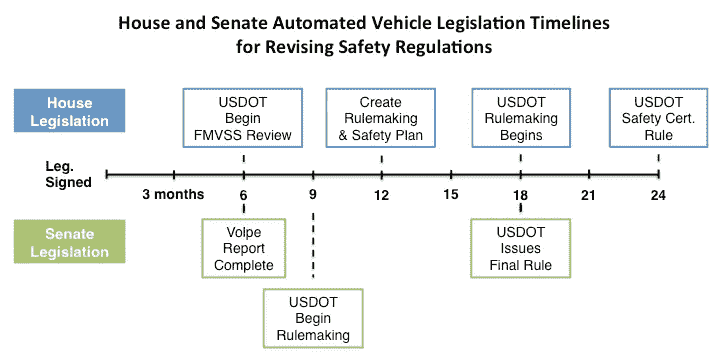 House and Senate Automated Vehicle Legislation Timelines
for Revising Safety Regulations
House
Legislation
USDOT
Begin
FMVSS Review
Create
Rulemaking
& Safety Plan
USDOT
Rulemaking
Begins
USDOT
Safety Cert.
Rule
Leg.
Signed
3 months 6 9 12 15 18 21 24
Senate
Legislation
Volpe
Report
Complete
USDOT
Issues
Final Rule
USDOT
Begin
Rulemaking